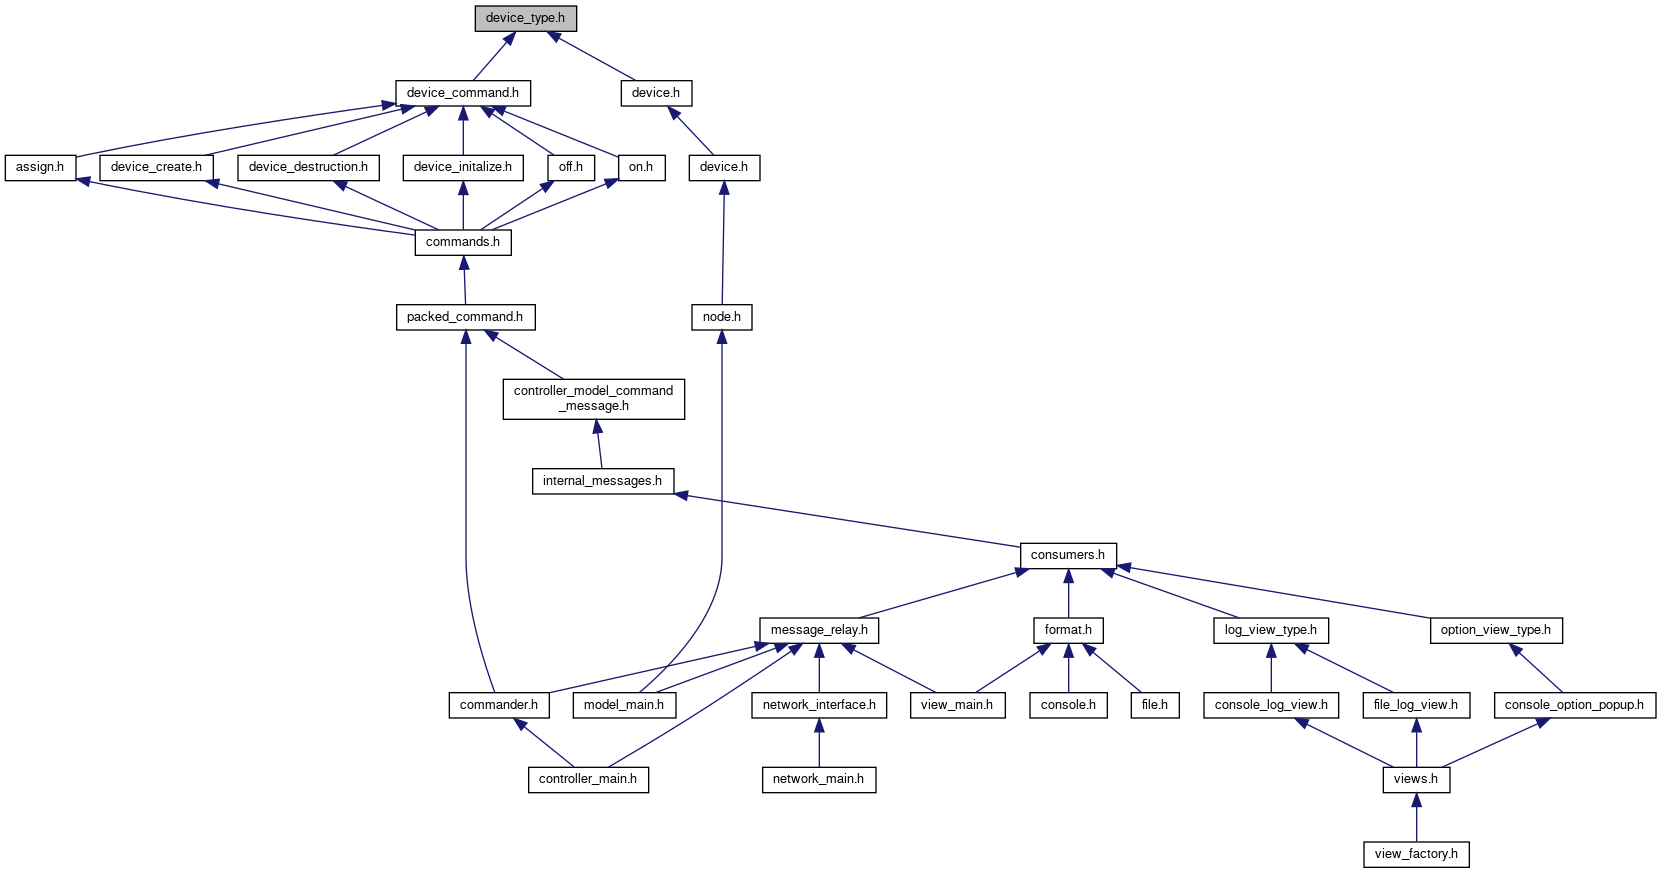 device_type.h
device_command.h
device.h
assign.h
device_create.h
device_destruction.h
device_initalize.h
off.h
on.h
device.h
commands.h
packed_command.h
node.h
controller_model_command
_message.h
internal_messages.h
consumers.h
message_relay.h
format.h
log_view_type.h
option_view_type.h
commander.h
model_main.h
network_interface.h
view_main.h
console.h
file.h
console_log_view.h
file_log_view.h
console_option_popup.h
controller_main.h
network_main.h
views.h
view_factory.h